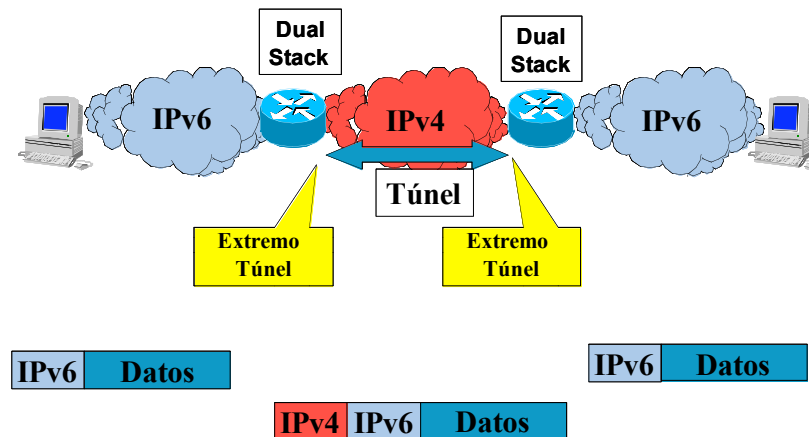 Dual
Stack
Dual
Stack
IPv6
IPv4
IPv6
Túnel
Extremo
Túnel
Extremo
Túnel
IPv6 Datos
IPv6 Datos
IPv4 IPv6 Datos